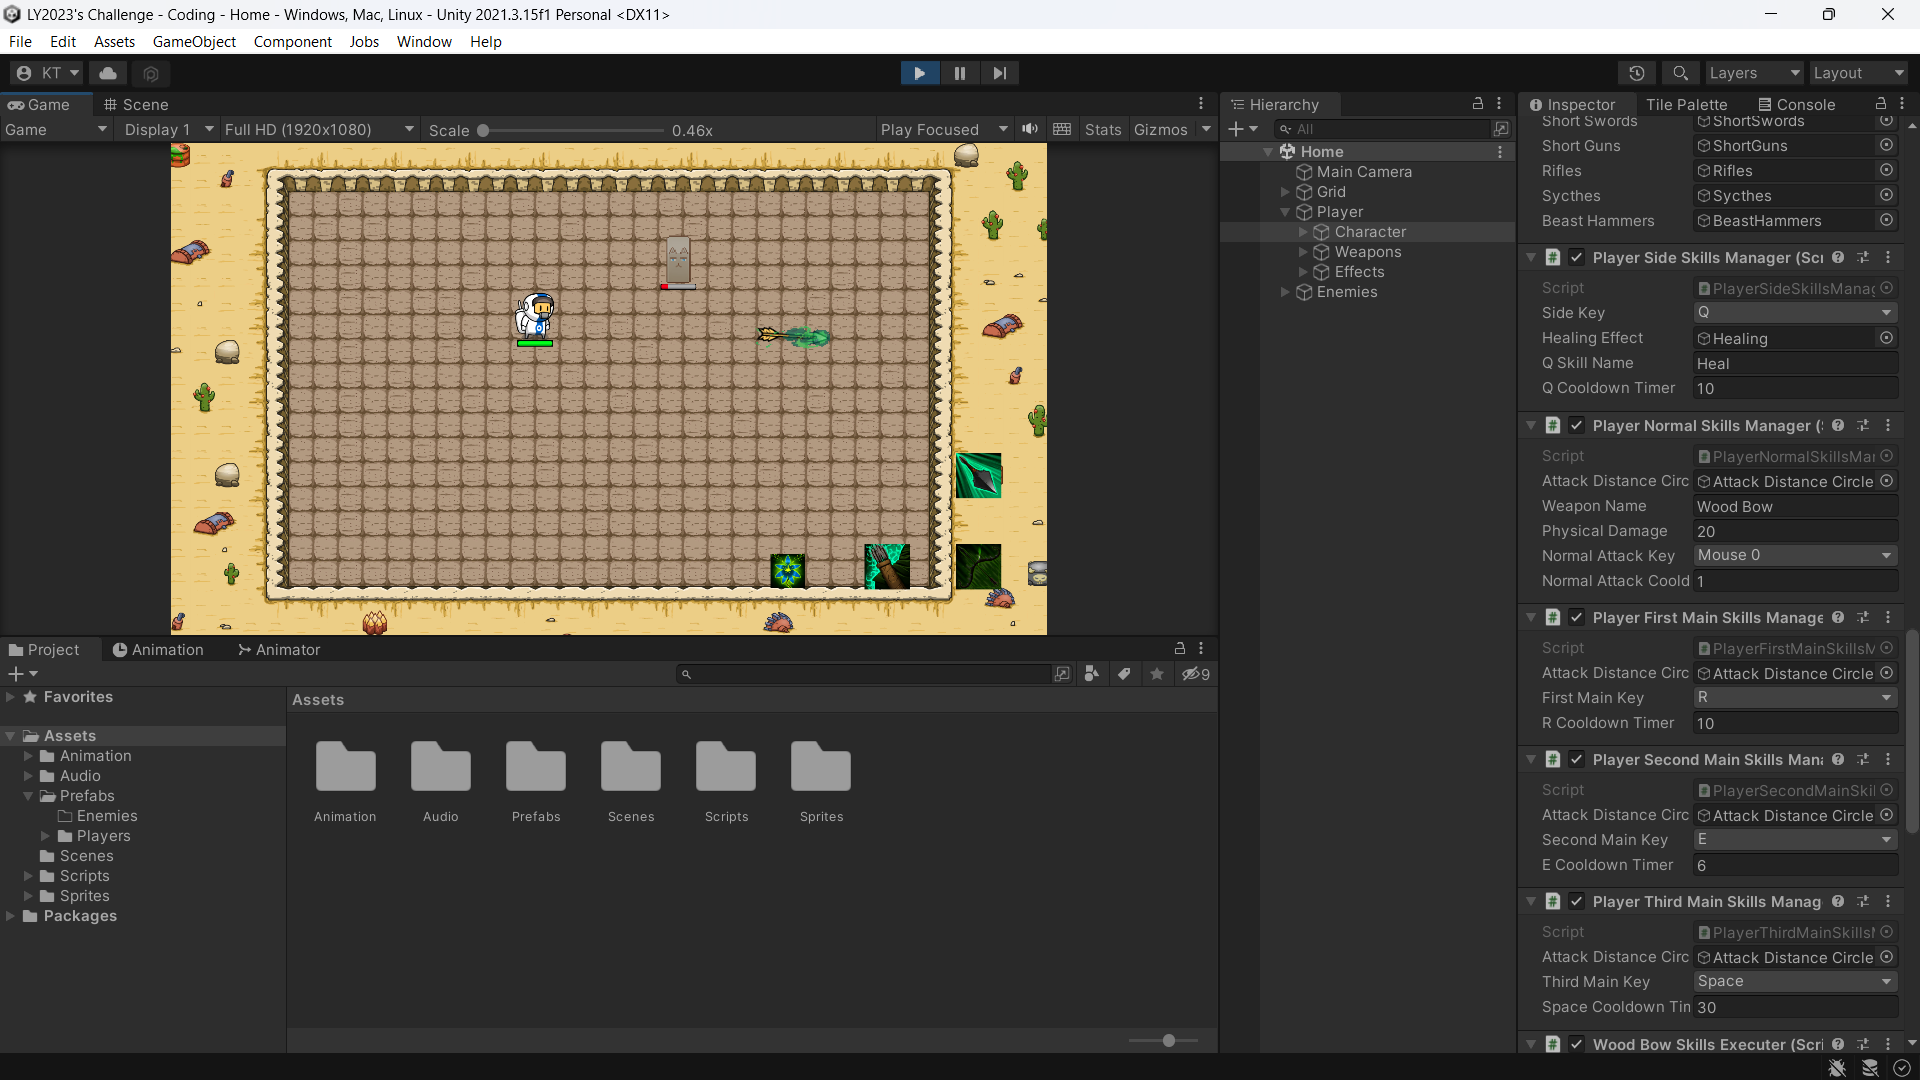 LY2023's Challenge - Coding - Home - Windows, Mac, Linux - Unity 2021.3.15f1 Personal <DX11>
File Edit Assets GameObject Component Jobs Window Help
KT Layers Layout
Game Scene
Game Display 1 Full HD (1920x1080) Scale 0.46x Play Focused Stats Gizmos
Hierarchy
All
Home
Main Camera
Grid
Player
Character
Weapons
Effects
Enemies
Inspector Tile Palette Console
Short Swords ShortSwords
Short Guns ShortGuns
Rifles Rifles
Sycthes Sycthes
Beast Hammers BeastHammers
Player Side Skills Manager (Scr
Script PlayerSideSkillsManag
Side Key Q
Healing Effect Healing
Q Skill Name Heal
Q Cooldown Timer 10
Player Normal Skills Manager (S
Script PlayerNormalSkillsMar
Attack Distance Circ Attack Distance Circle
Weapon Name Wood Bow
Physical Damage 20
Normal Attack Key Mouse 0
Normal Attack Coold 1
Player First Main Skills Manage
Script PlayerFirstMainSkillsM
Attack Distance Circ Attack Distance Circle
First Main Key R
R Cooldown Timer 10
Player Second Main Skills Mana
Script PlayerSecondMainSkil
Attack Distance Circ Attack Distance Circle
Second Main Key E
E Cooldown Timer 6
Player Third Main Skills Manag
Script PlayerThirdMainSkillsM
Attack Distance Circ Attack Distance Circle
Third Main Key Space
Space Cooldown Tim 30
Wood Bow Skills Executer (Scri
Project Animation Animator
9
Favorites
Assets
Animation
Audio
Prefabs
Enemies
Players
Scenes
Scripts
Sprites
Packages
Assets
Animation Audio Prefabs Scenes Scripts Sprites